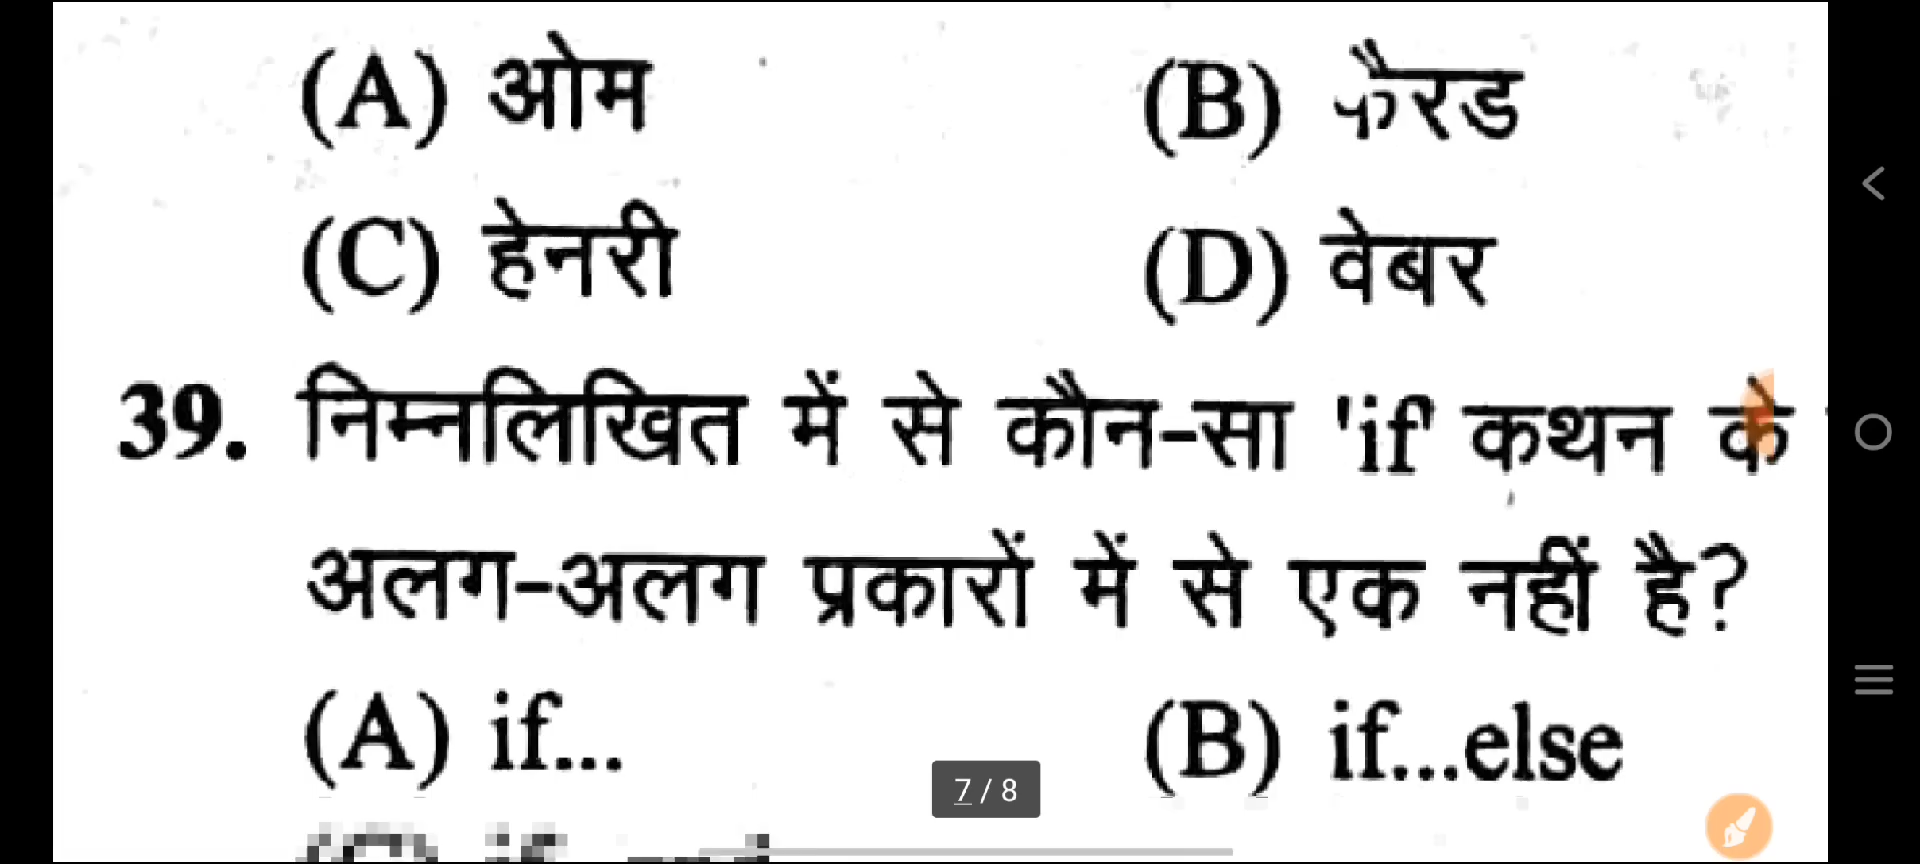 (A) ओम (B) फैरड
(C) हेनरी (D) वेबर
39. निम्नलिखित में से कौन-सा 'if' कथन के
अलग-अलग प्रकारों में से एक नहीं है?
(A) if... (B) if...else
7 / 8